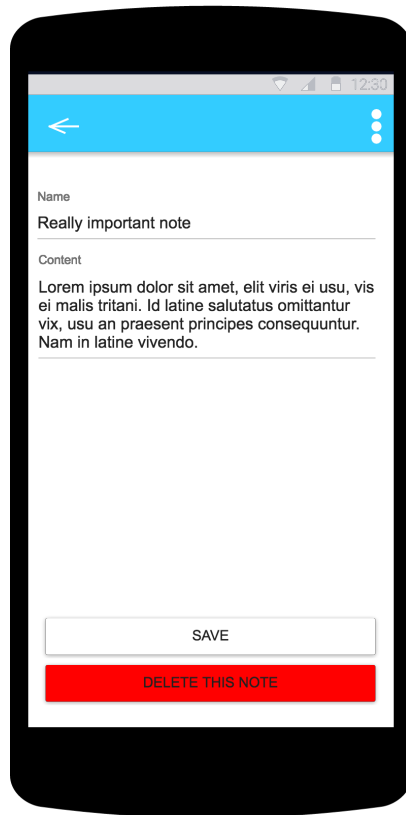 12:30
Name
Really important note
Content
Lorem ipsum dolor sit amet, elit viris ei usu, vis
ei malis tritani. Id latine salutatus omittantur
vix, usu an praesent principes consequuntur.
Nam in latine vivendo.
SAVE
DELETE THIS NOTE